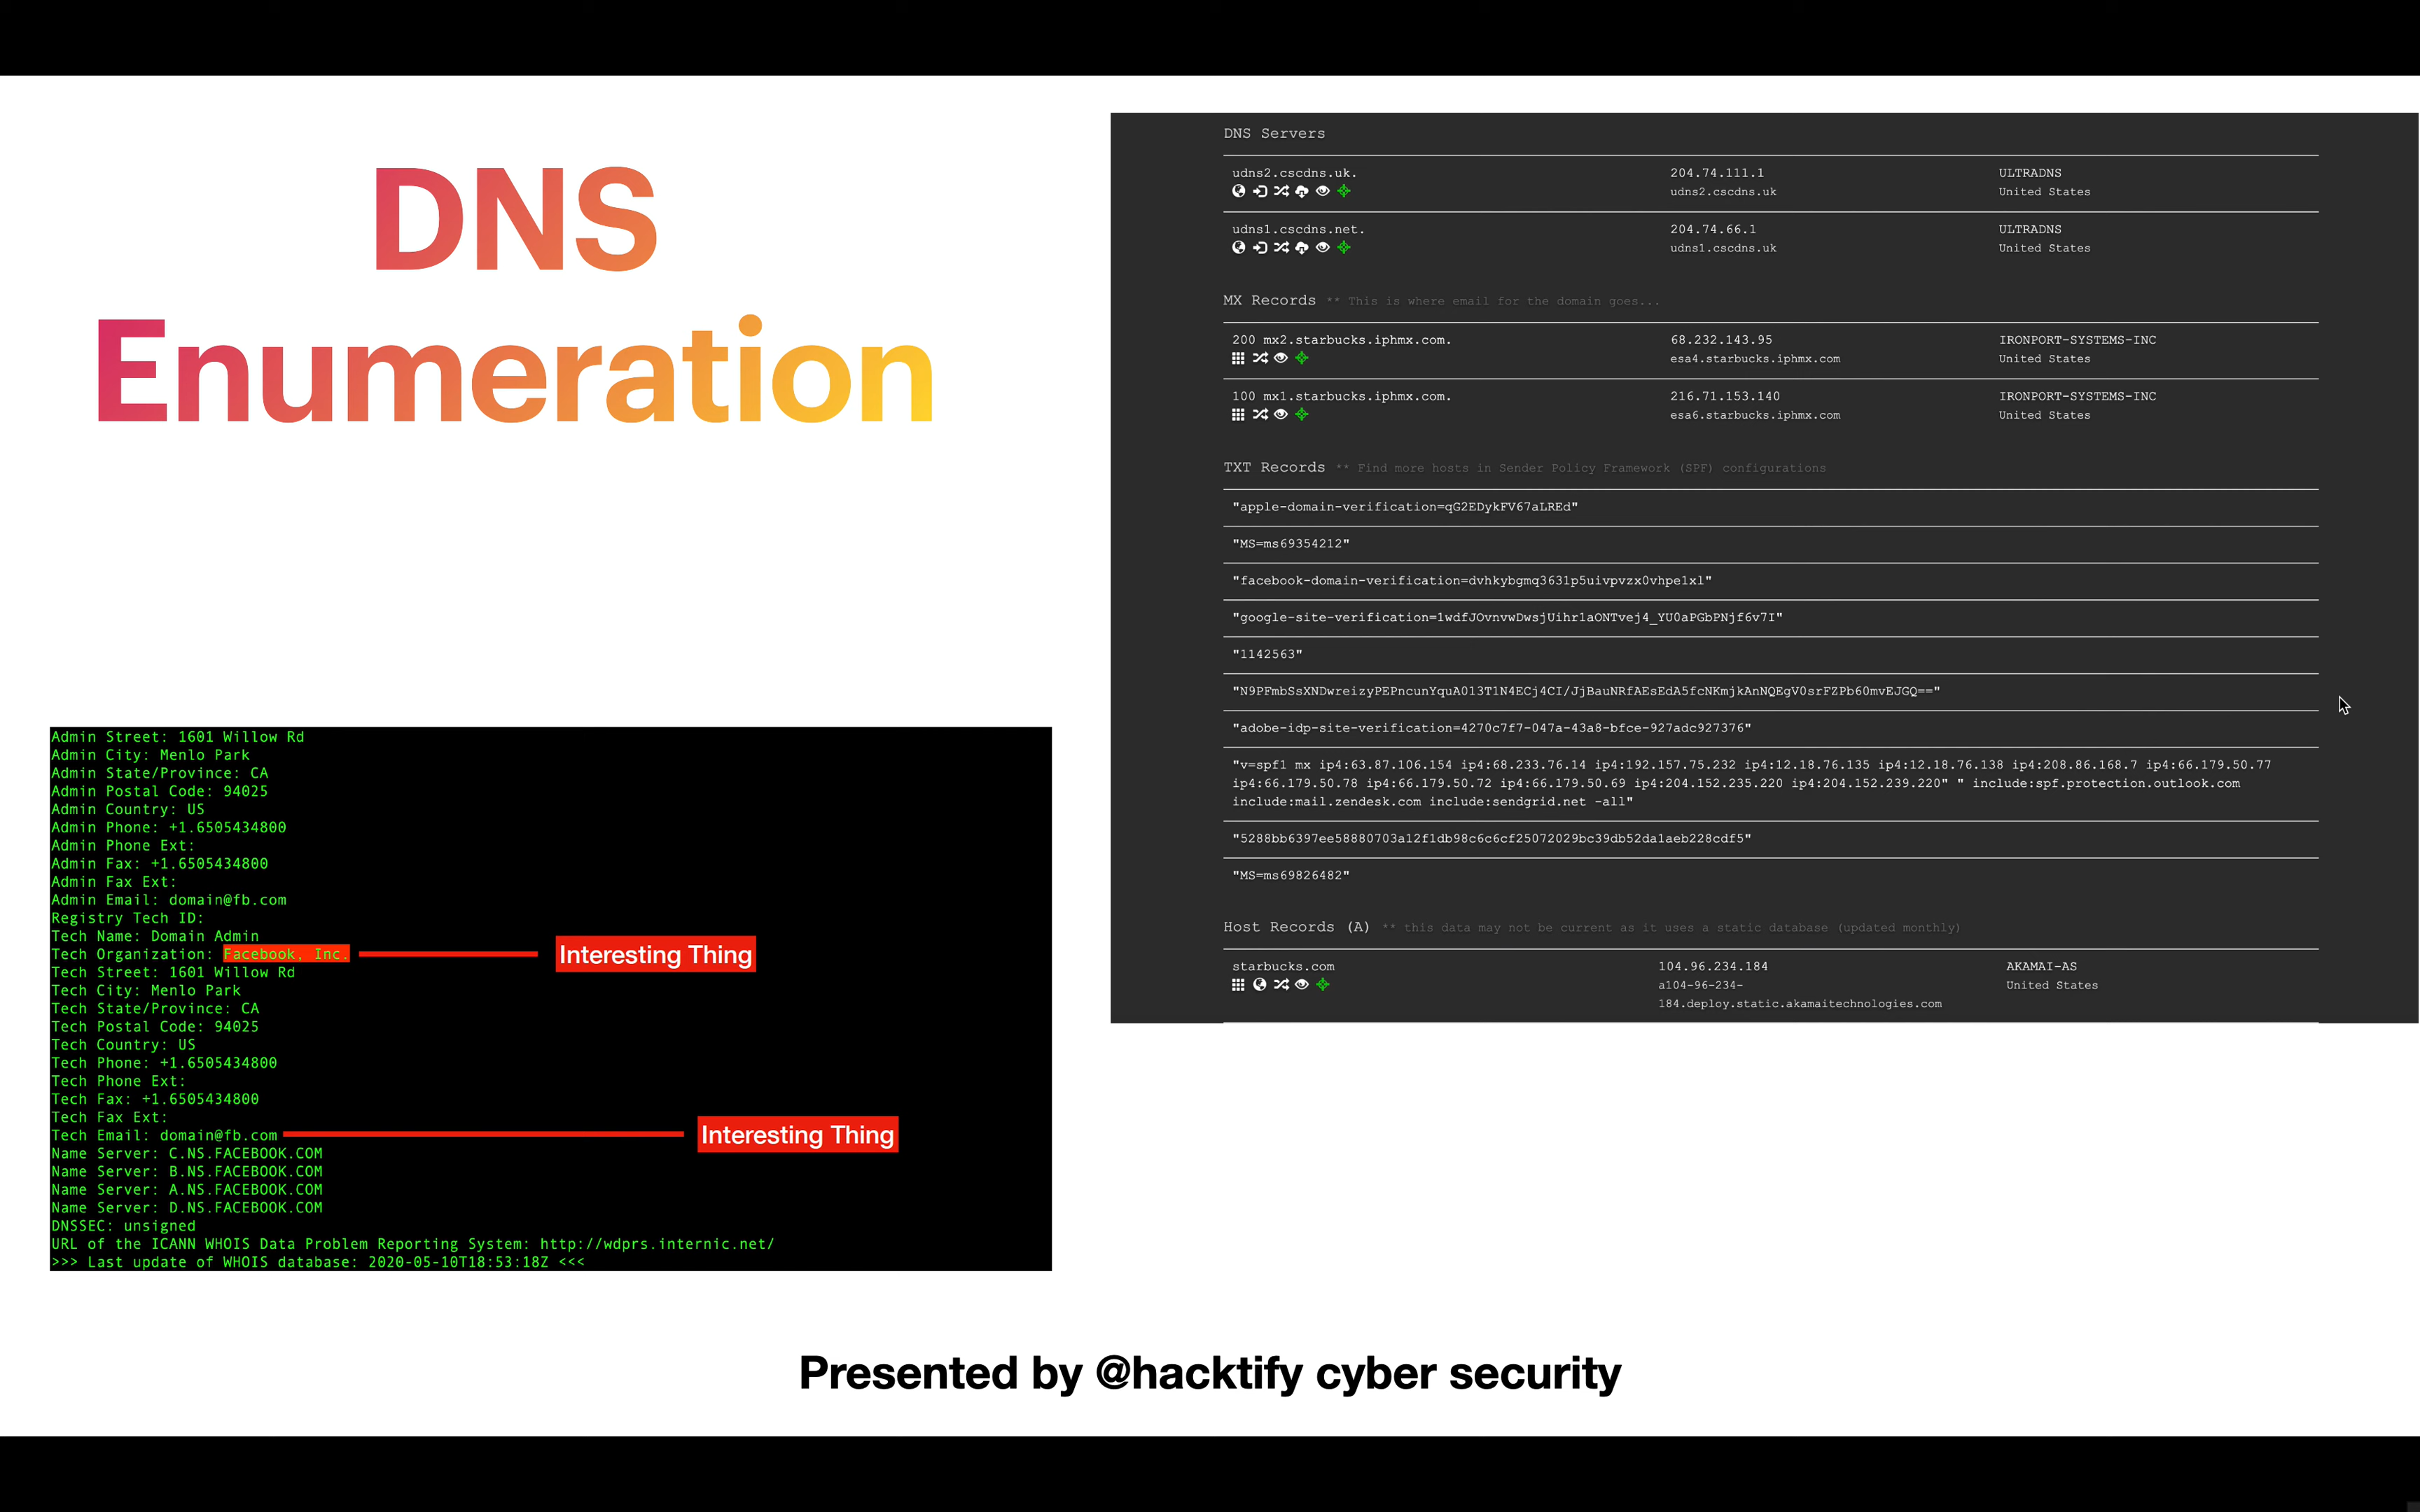 DNS
Enumeration
Admin Street: 1601 Willow Rd
Admin City: Menlo Park
Admin State/Province: CA
Admin Postal Code: 94025
Admin Country: US
Admin Phone: +1.6505434800
Admin Phone Ext:
Admin Fax: +1.6505434800
Admin Fax Ext:
Admin Email: domain@fb.com
Registry Tech ID:
Tech Name: Domain Admin
Tech Organization: Facebook, Inc. Interesting Thing
Tech Street: 1601 Willow Rd
Tech City: Menlo Park
Tech State/Province: CA
Tech Postal Code: 94025
Tech Country: US
Tech Phone: +1.6505434800
Tech Phone Ext:
Tech Fax: +1.6505434800
Tech Fax Ext:
Tech Email: domain@fb.com Interesting Thing
Name Server: C.NS.FACEBOOK.COM
Name Server: B.NS.FACEBOOK.COM
Name Server: A.NS.FACEBOOK.COM
Name Server: D.NS.FACEBOOK.COM
DNSSEC: unsigned
URL of the ICANN WHOIS Data Problem Reporting System: http://wdprs.internic.net/
>>> Last update of WHOIS database: 2020-05-10T18:53:18Z <<<
DNS Servers
udns2.cscdns.uk. 204.74.111.1 ULTRADNS
udns2.cscdns.uk United States
udns1.cscdns.net. 204.74.66.1 ULTRADNS
udns1.cscdns.uk United States
MX Records ** This is where email for the domain goes...
200 mx2.starbucks.iphmx.com. 68.232.143.95 IRONPORT-SYSTEMS-INC
esa4.starbucks.iphmx.com United States
100 mx1.starbucks.iphmx.com. 216.71.153.140 IRONPORT-SYSTEMS-INC
esa6.starbucks.iphmx.com United States
TXT Records ** Find more hosts in Sender Policy Framework (SPF) configurations
"apple-domain-verification=qG2EDykFV67aLREd"
"MS=ms69354212"
"facebook-domain-verification=dvhkybgmq3631p5uivpvzx0vhpe1xl"
"google-site-verification=1wdfJOvnvwDwsjUihr1aONTvej4_YU0aPGbPNjf6v7I"
"1142563"
"N9PFmbSsXNDwreizyPEPncunYquA013T1N4ECj4CI/JjBauNRfAEsEdA5fcNKmjkAnNQEgV0srFZPb60mvEJGQ=="
"adobe-idp-site-verification=4270c7f7-047a-43a8-bfce-927adc927376"
"v=spf1 mx ip4:63.87.106.154 ip4:68.233.76.14 ip4:192.157.75.232 ip4:12.18.76.135 ip4:12.18.76.138 ip4:208.86.168.7 ip4:66.179.50.77
ip4:66.179.50.78 ip4:66.179.50.72 ip4:66.179.50.69 ip4:204.152.235.220 ip4:204.152.239.220" " include:spf.protection.outlook.com
include:mail.zendesk.com include:sendgrid.net -all"
"5288bb6397ee58880703a12f1db98c6c6cf25072029bc39db52da1aeb228cdf5"
"MS=ms69826482"
Host Records (A) ** this data may not be current as it uses a static database (updated monthly)
starbucks.com 104.96.234.184 AKAMAI-AS
a104-96-234- United States
184.deploy.static.akamaitechnologies.com
Presented by @hacktify cyber security